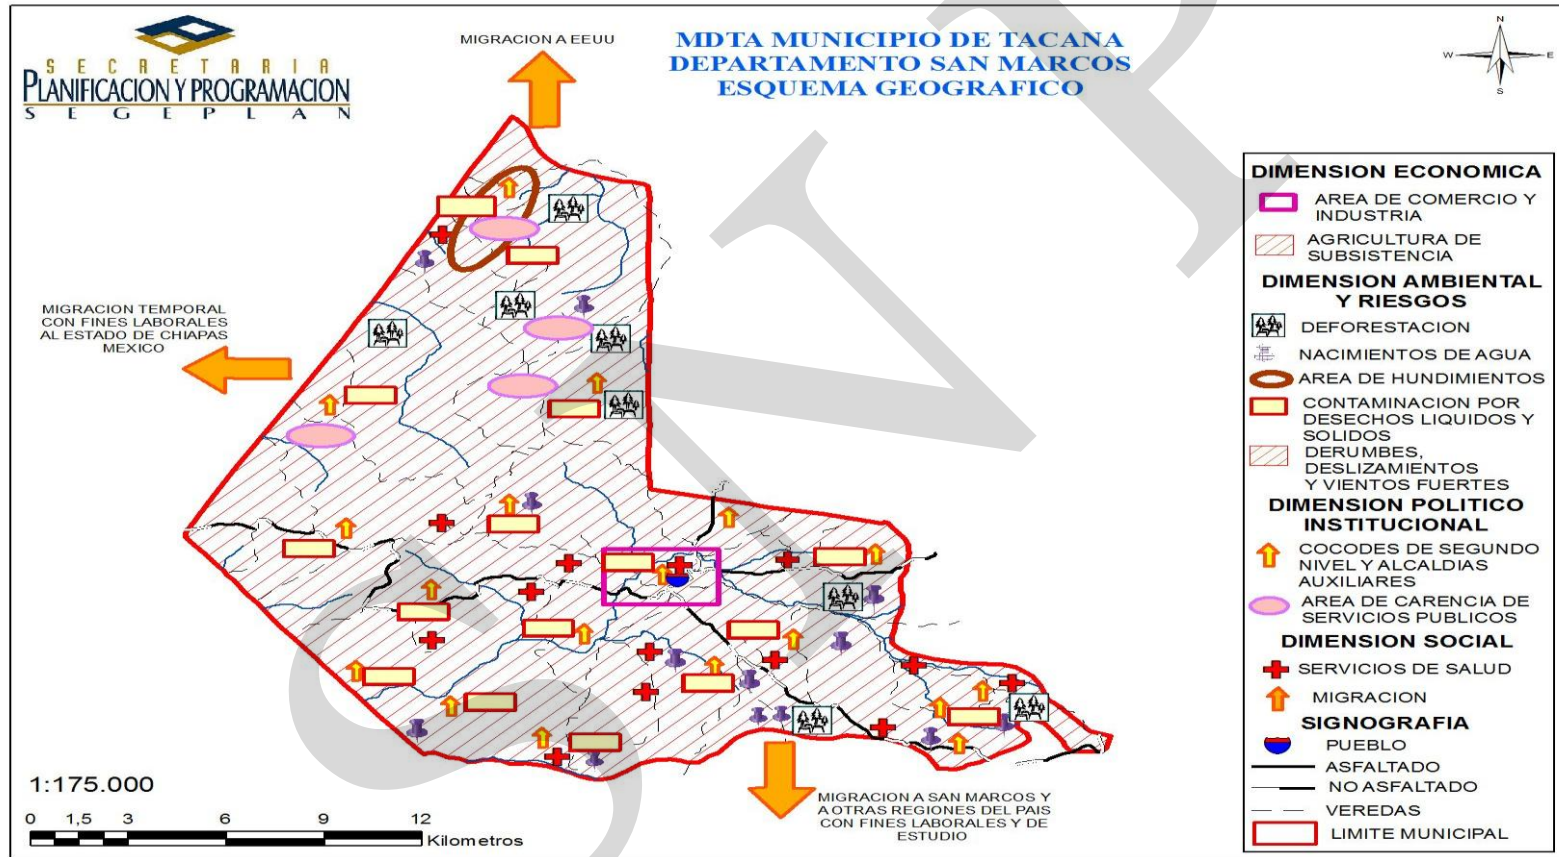 SECRETARIA
PLANIFICACION Y PROGRAMACION
SEGEPLAN
MIGRACION A EEUU
MDTA MUNICIPIO DE TACANA
DEPARTAMENTO SAN MARCOS
ESQUEMA GEOGRAFICO
N
W
E
S
MIGRACION TEMPORAL
CON FINES LABORALES
AL ESTADO DE CHIAPAS
MEXICO
DIMENSION ECONOMICA
AREA DE COMERCIO Y
INDUSTRIA
AGRICULTURA DE
SUBSISTENCIA
DIMENSION AMBIENTAL
Y RIESGOS
DEFORESTACION
NACIMIENTOS DE AGUA
AREA DE HUNDIMIENTOS
CONTAMINACION POR
DESECHOS LIQUIDOS Y
SOLIDOS
DERUMBES,
DESLIZAMIENTOS
Y VIENTOS FUERTES
DIMENSION POLITICO
INSTITUCIONAL
COCODES DE SEGUNDO
NIVEL Y ALCALDIAS
AUXILIARES
AREA DE CARENCIA DE
SERVICIOS PUBLICOS
DIMENSION SOCIAL
SERVICIOS DE SALUD
MIGRACION
SIGNOGRAFIA
PUEBLO
ASFALTADO
NO ASFALTADO
VEREDAS
LIMITE MUNICIPAL
MIGRACION A SAN MARCOS Y
A OTRAS REGIONES DEL PAIS
CON FINES LABORALES Y DE
ESTUDIO
1:175.000
0 1,5 3 6 9 12
Kilometros